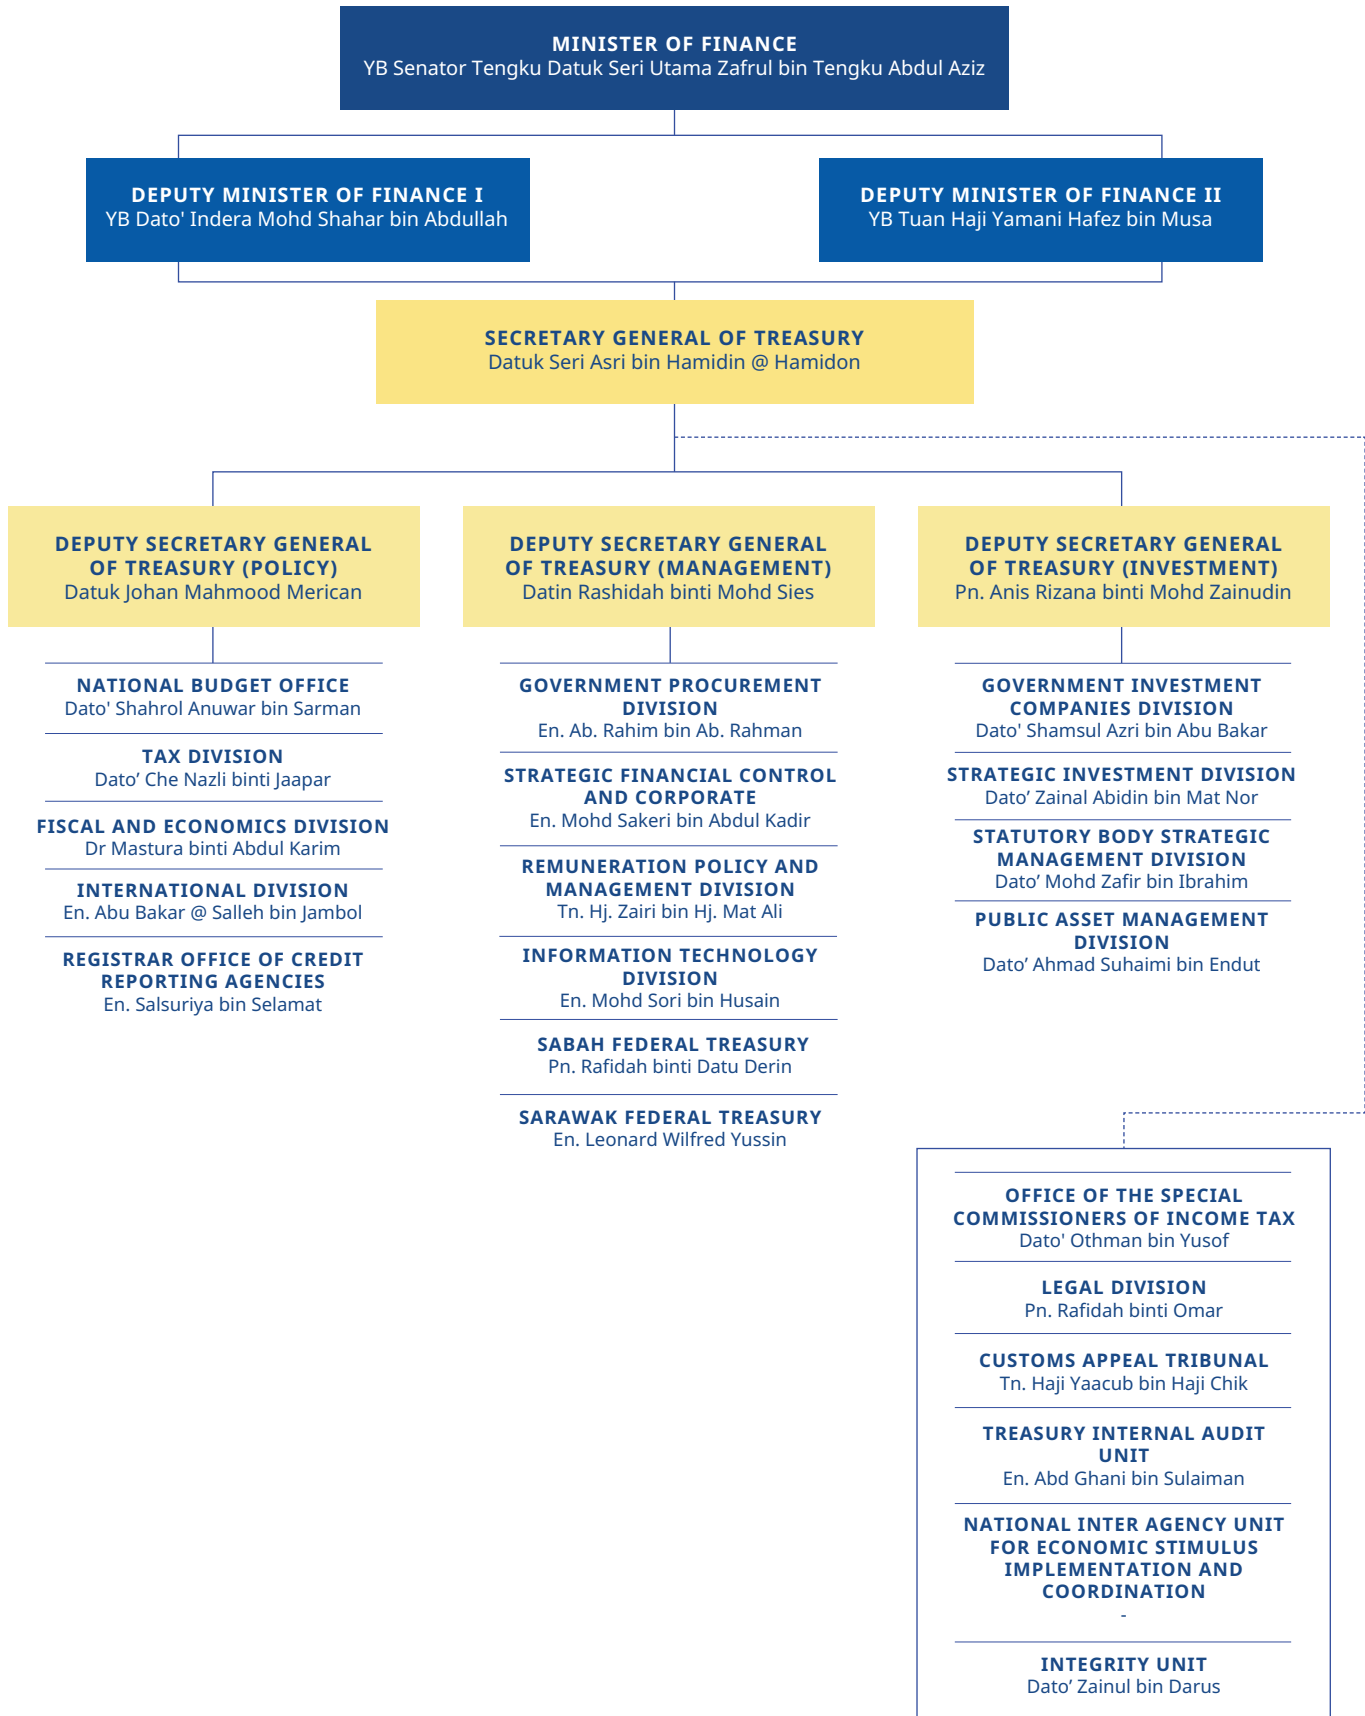 MINISTER OF FINANCE
YB Senator Tengku Datuk Seri Utama Zafrul bin Tengku Abdul Aziz
DEPUTY MINISTER OF FINANCE I
YB Dato' Indera Mohd Shahar bin Abdullah
DEPUTY MINISTER OF FINANCE II
YB Tuan Haji Yamani Hafez bin Musa
SECRETARY GENERAL OF TREASURY
Datuk Seri Asri bin Hamidin @ Hamidon
DEPUTY SECRETARY GENERAL
OF TREASURY (POLICY)
Datuk Johan Mahmood Merican
NATIONAL BUDGET OFFICE
Dato' Shahrol Anuwar bin Sarman
TAX DIVISION
Dato’ Che Nazli binti Jaapar
FISCAL AND ECONOMICS DIVISION
Dr Mastura binti Abdul Karim
INTERNATIONAL DIVISION
En. Abu Bakar @ Salleh bin Jambol
REGISTRAR OFFICE OF CREDIT
REPORTING AGENCIES
En. Salsuriya bin Selamat
DEPUTY SECRETARY GENERAL
OF TREASURY (MANAGEMENT)
Datin Rashidah binti Mohd Sies
GOVERNMENT PROCUREMENT
DIVISION
En. Ab. Rahim bin Ab. Rahman
STRATEGIC FINANCIAL CONTROL
AND CORPORATE
En. Mohd Sakeri bin Abdul Kadir
REMUNERATION POLICY AND
MANAGEMENT DIVISION
Tn. Hj. Zairi bin Hj. Mat Ali
INFORMATION TECHNOLOGY
DIVISION
En. Mohd Sori bin Husain
SABAH FEDERAL TREASURY
Pn. Rafidah binti Datu Derin
SARAWAK FEDERAL TREASURY
En. Leonard Wilfred Yussin
DEPUTY SECRETARY GENERAL
OF TREASURY (INVESTMENT)
Pn. Anis Rizana binti Mohd Zainudin
GOVERNMENT INVESTMENT
COMPANIES DIVISION
Dato' Shamsul Azri bin Abu Bakar
STRATEGIC INVESTMENT DIVISION
Dato’ Zainal Abidin bin Mat Nor
STATUTORY BODY STRATEGIC
MANAGEMENT DIVISION
Dato’ Mohd Zafir bin Ibrahim
PUBLIC ASSET MANAGEMENT
DIVISION
Dato’ Ahmad Suhaimi bin Endut
OFFICE OF THE SPECIAL
COMMISSIONERS OF INCOME TAX
Dato' Othman bin Yusof
LEGAL DIVISION
Pn. Rafidah binti Omar
CUSTOMS APPEAL TRIBUNAL
Tn. Haji Yaacub bin Haji Chik
TREASURY INTERNAL AUDIT
UNIT
En. Abd Ghani bin Sulaiman
NATIONAL INTER AGENCY UNIT
FOR ECONOMIC STIMULUS
IMPLEMENTATION AND
COORDINATION
-
INTEGRITY UNIT
Dato’ Zainul bin Darus